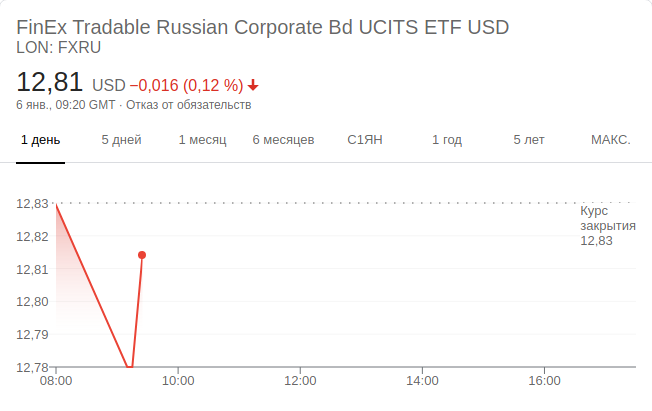 FinEx Tradable Russian Corporate Bd UCITS ETF USD
LON: FXRU
12,81 USD −0,016 (0,12 %)
6 янв., 09:20 GMT · Отказ от обязательств
1 день 5 дней 1 месяц 6 месяцев С1ЯН 1 год 5 лет МАКС.
12,83
Курс
закрытия
12,83
12,82
12,81
12,80
12,79
12,78
08:00 10:00 12:00 14:00 16:00